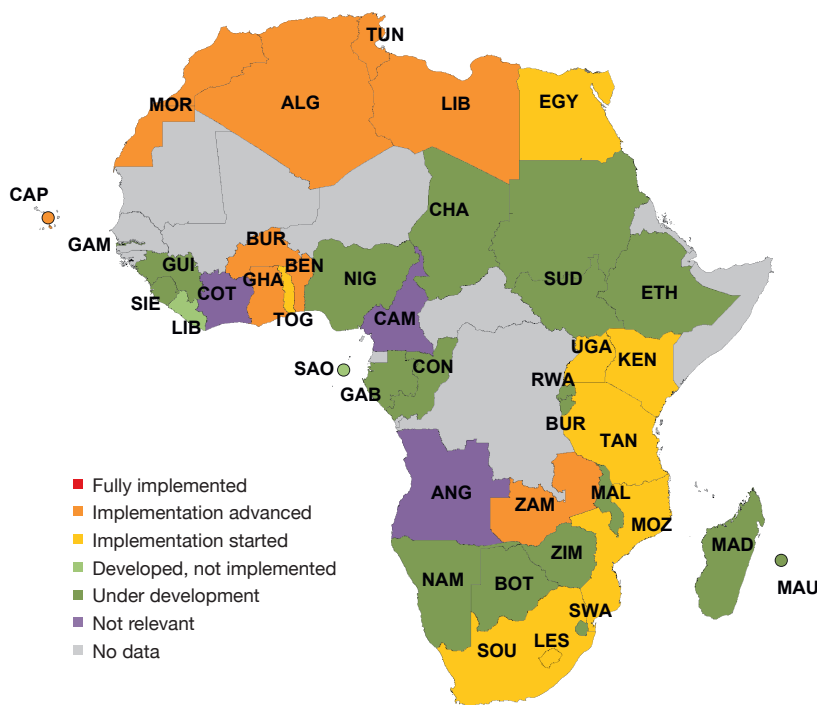 TUN
MOR
ALG
LIB
EGY
CAP
CHA
GAM
BUR
GUI
BEN
NIG
GHA
SUD
ETH
COT
SIE
CAM
TOG
LIB
UGA
KEN
SAO
CON
RWA
GAB
BUR
TAN
ANG
MAL
ZAM
MOZ
MAD
ZIM
NAM
BOT
MAU
SWA
LES
SOU
Fully implemented
Implementation advanced
Implementation started
Developed, not implemented
Under development
Not relevant
No data